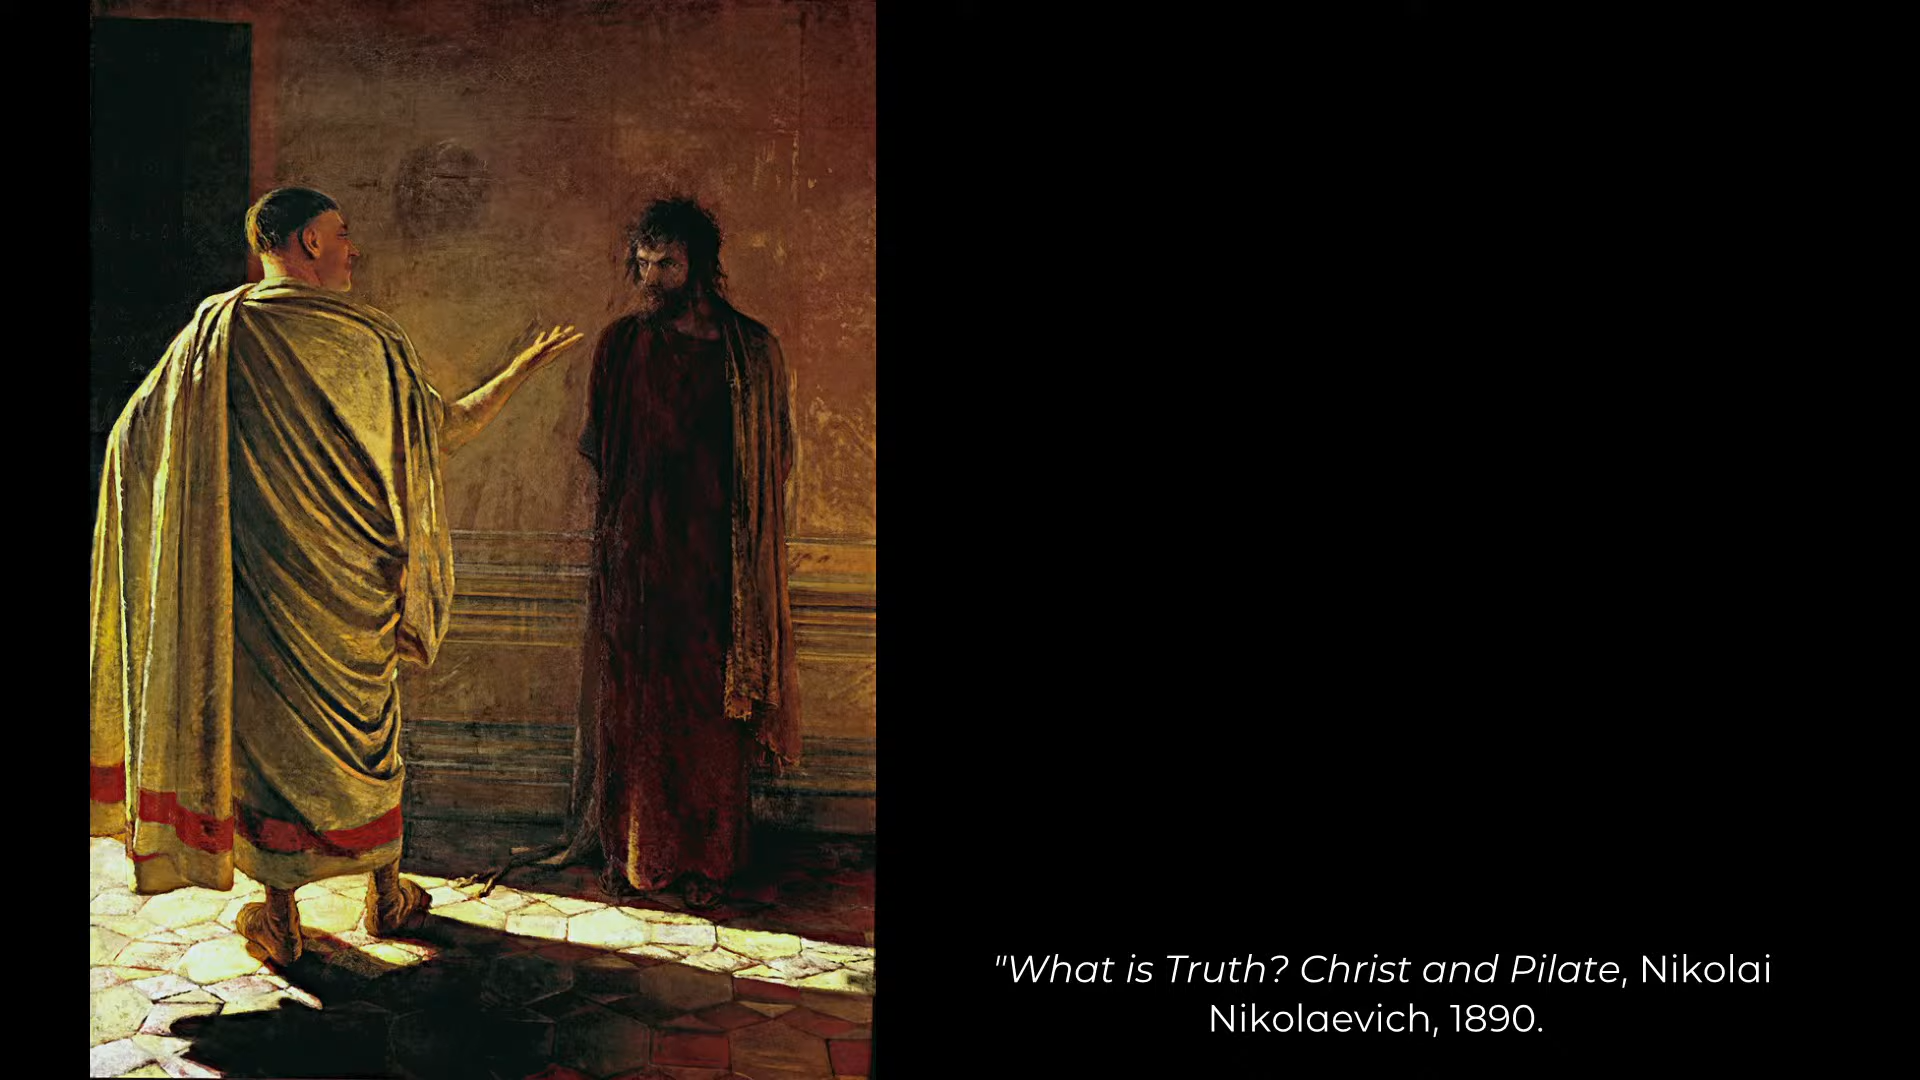 "What is Truth? Christ and Pilate, Nikolai
Nikolaevich, 1890.